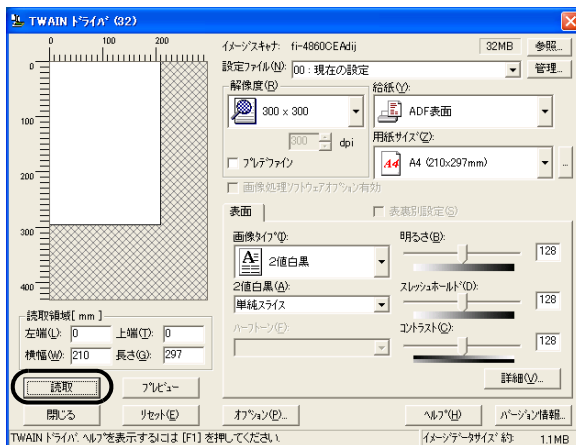 TWAIN ﾄﾞﾗｲﾊﾞ (32)
0 100 200
0
100
200
300
400
ｲﾒｰｼﾞｽｷｬﾅ: fi-4860CEAdij 32MB 参照...
設定ﾌｧｲﾙ(N): 00 : 現在の設定 管理...
解像度(R) 給紙(Y):
300 × 300 ADF表面
300 dpi 用紙ｻｲｽﾞ(Z):
ﾌﾟﾘﾃﾞﾌｧｲﾝ A4 A4 (210x297mm) ...
画像処理ｿﾌﾄｳｪｱｵﾌﾟｼｮﾝ有効
表面 表裏別設定(S)
画像ﾀｲﾌﾟ(I): 明るさ(B):
A 2値白黒 128
2値白黒(A): ｽﾚｯｼｭﾎｰﾙﾄﾞ(D):
単純ｽﾗｲｽ 128
ﾊｰﾌﾄｰﾝ(F): ｺﾝﾄﾗｽﾄ(C):
128
詳細(V)...
読取領域[ mm ]
左端(L): 0 上端(T): 0
横幅(W): 210 長さ(G): 297
読取 ﾌﾟﾚﾋﾞｭｰ
閉じる ﾘｾｯﾄ(E) ｵﾌﾟｼｮﾝ(P)... ﾍﾙﾌﾟ(H) ﾊﾞｰｼﾞｮﾝ情報...
TWAIN ﾄﾞﾗｲﾊﾞ. ﾍﾙﾌﾟを表示するには [F1] を押してください. ｲﾒｰｼﾞﾃﾞｰﾀｻｲｽﾞ 約: 1.1MB